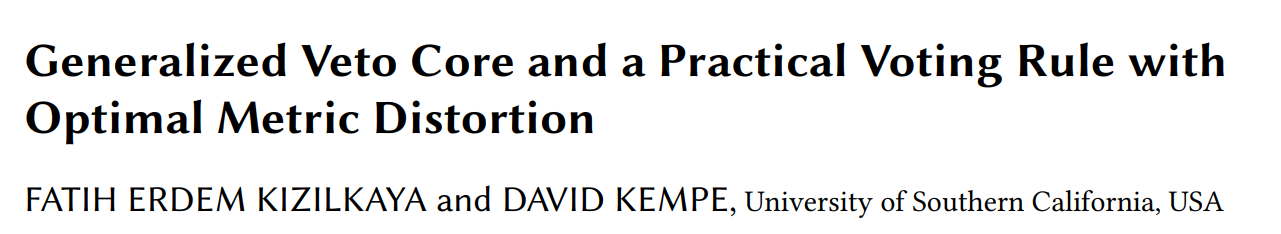 Generalized Veto Core and a Practical Voting Rule with
Optimal Metric Distortion
FATIH ERDEM KIZILKAYA and DAVID KEMPE, University of Southern California, USA